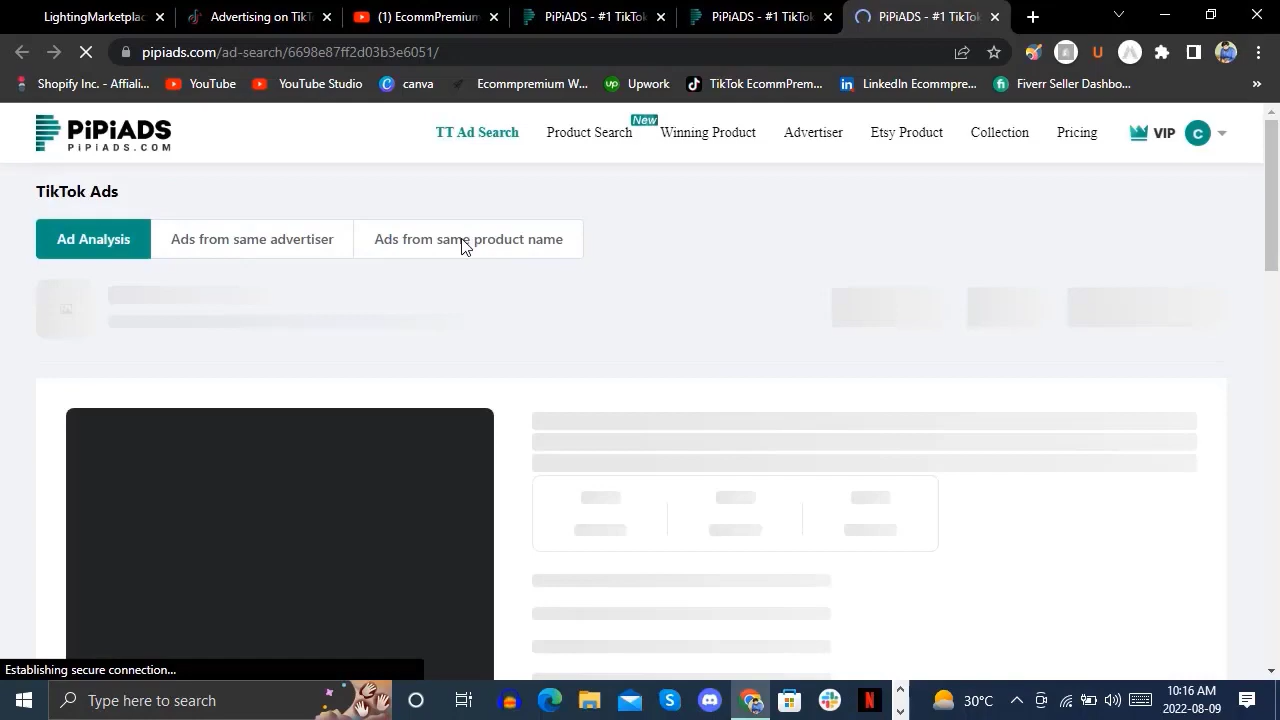 LightingMarketplac
Advertising on TikT
(1) EcommPremium
PiPiADS - #1 TikTok
PiPiADS - #1 TikTok
PiPiADS - #1 TikTok
pipiads.com/ad-search/6698e87ff2d03b3e6051/
Shopify Inc. - Affiali...
YouTube
YouTube Studio
canva
Ecommpremium W...
Upwork
TikTok EcommPrem...
LinkedIn Ecommpre...
Fiverr Seller Dashbo...
»
PiPiADS
PiPiADS.COM
TT Ad Search
Product Search
New
Winning Product
Advertiser
Etsy Product
Collection
Pricing
VIP
C
TikTok Ads
Ad Analysis
Ads from same advertiser
Ads from same product name
Establishing secure connection...
Type here to search
30°C
10:16 AM
2022-08-09